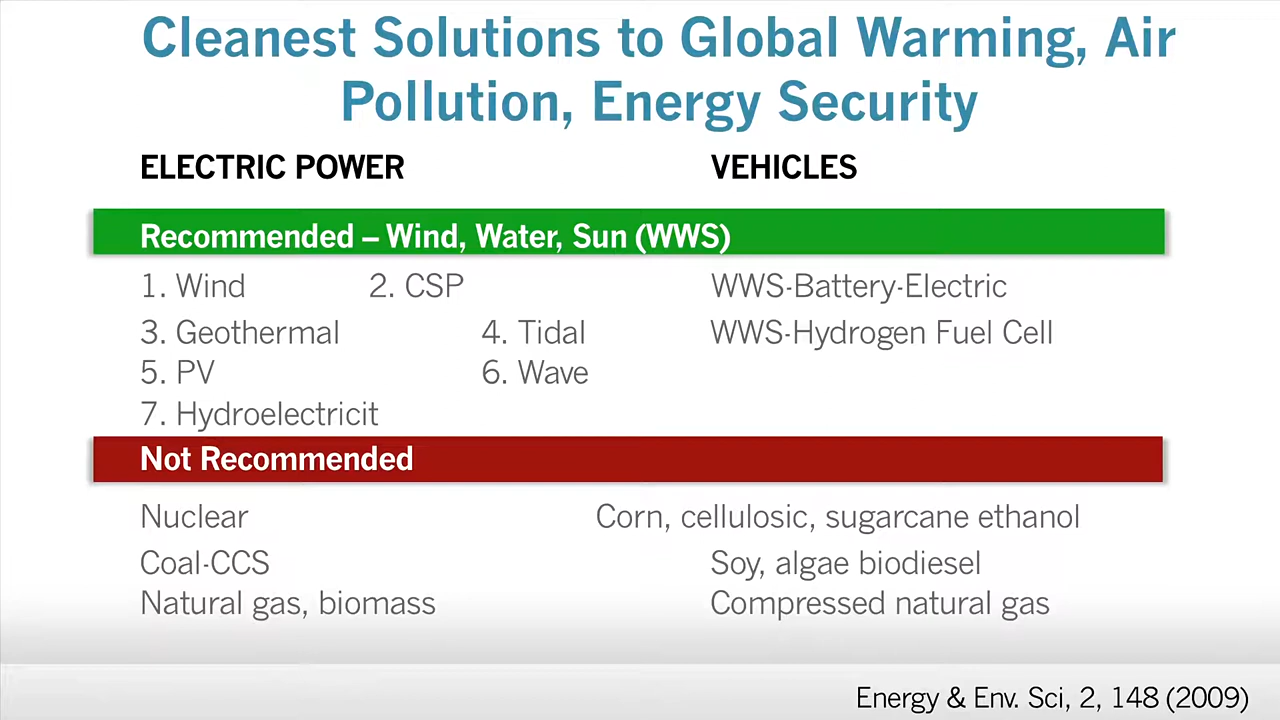 Cleanest Solutions to Global Warming, Air
Pollution, Energy Security
ELECTRIC POWER VEHICLES
Recommended – Wind, Water, Sun (WWS)
1. Wind 2. CSP WWS-Battery-Electric
3. Geothermal 4. Tidal WWS-Hydrogen Fuel Cell
5. PV 6. Wave
7. Hydroelectricit
Not Recommended
Nuclear Corn, cellulosic, sugarcane ethanol
Coal-CCS Soy, algae biodiesel
Natural gas, biomass Compressed natural gas
Energy & Env. Sci, 2, 148 (2009)